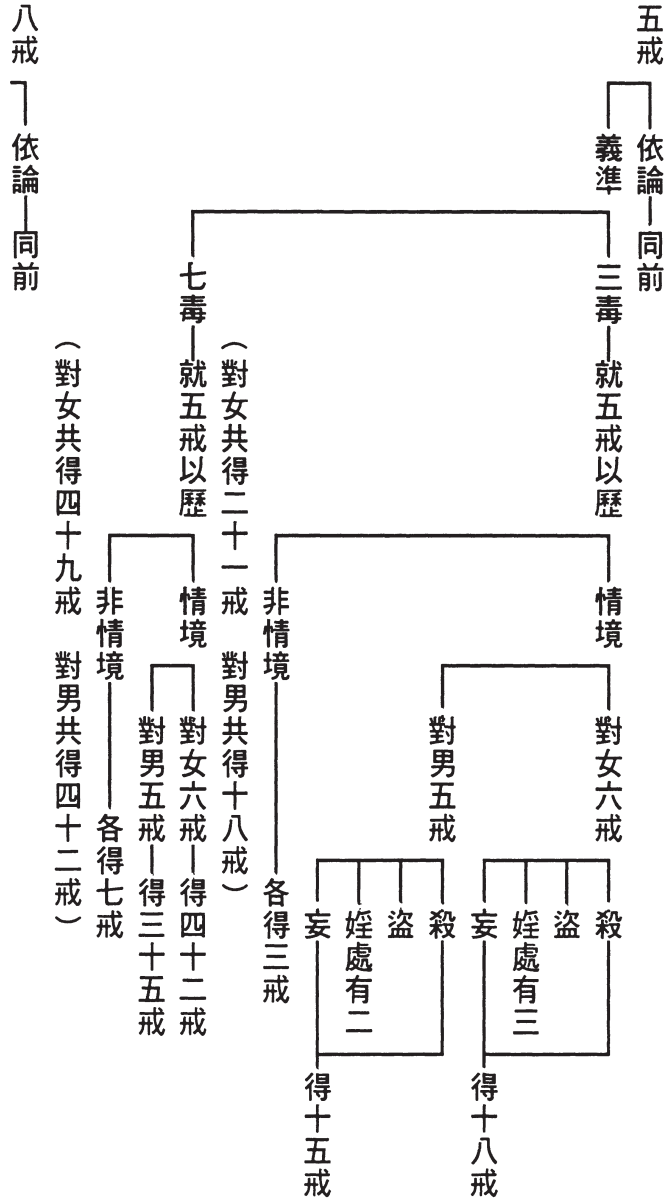 五戒
依論
同前
義準
三毒
就五戒以歷
情境
對女六戒
殺
盜
婬處有三
妄
得十八戒
對男五戒
殺
盜
婬處有二
妄
得十五戒
非情境
各得三戒
（對女共得二十一戒 對男共得十八戒）
七毒
就五戒以歷
情境
對女六戒
得四十二戒
對男五戒
得三十五戒
非情境
各得七戒
（對女共得四十九戒 對男共得四十二戒）
八戒
依論
同前